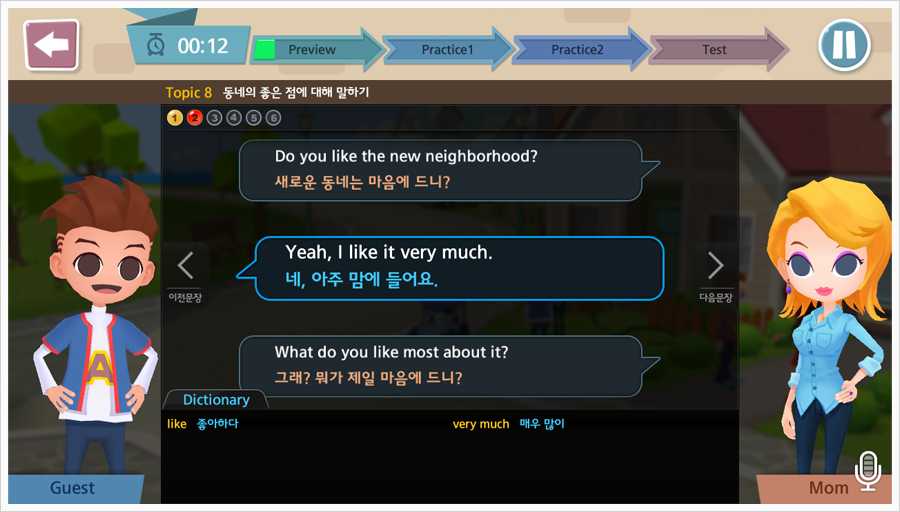 00:12
Preview
Practice1
Practice2
Test
Topic 8 동네의 좋은 점에 대해 말하기
1 2 3 4 5 6
Do you like the new neighborhood?
새로운 동네는 마음에 드니?
Yeah, I like it very much.
네, 아주 맘에 들어요.
이전문장
다음문장
What do you like most about it?
그래? 뭐가 제일 마음에 드니?
Dictionary
like 좋아하다
very much 매우 많이
A
Guest
Mom